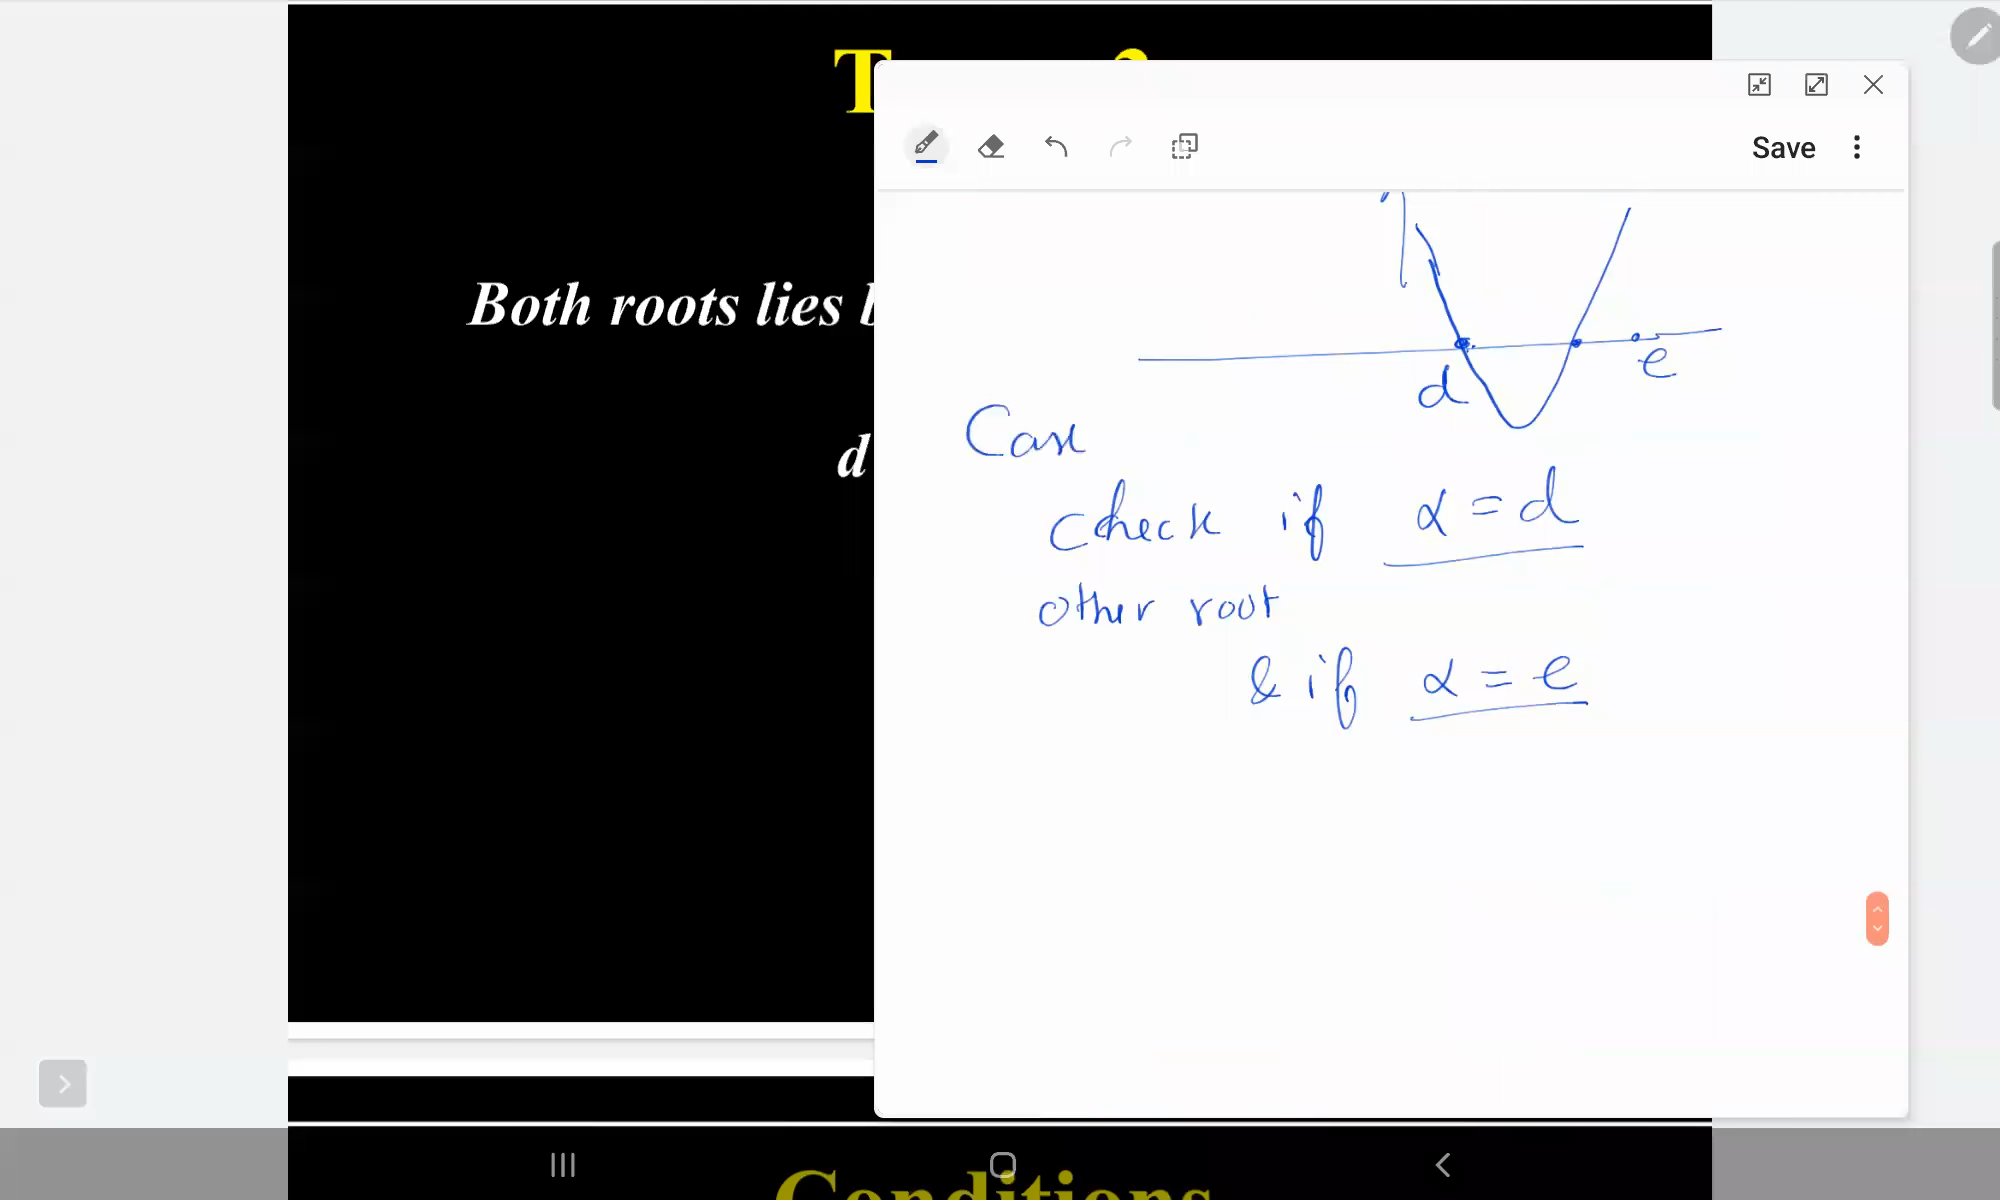 Both roots lies
d
Save
d
e
Case
check if α = d
other root
& if α = e
Conditions